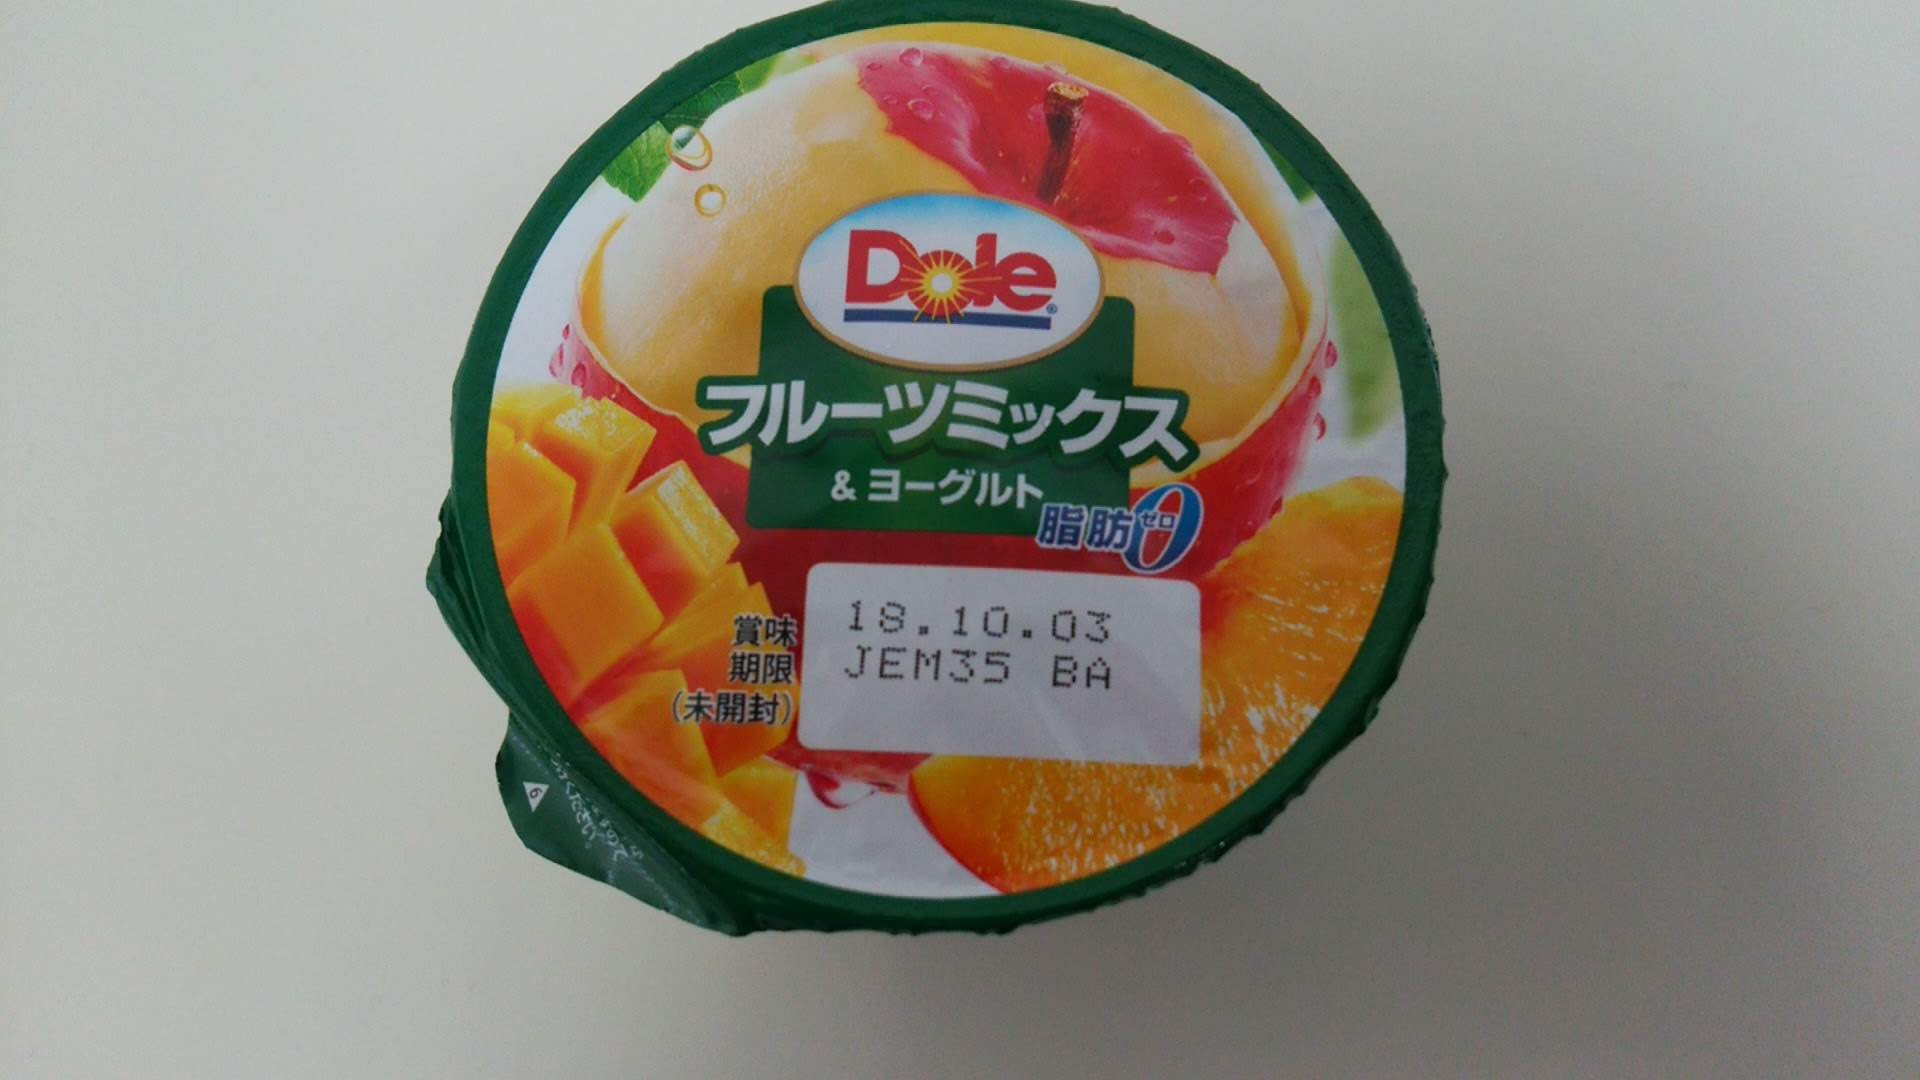 Dole
フルーツミックス
& ヨーグルト
脂肪0
ゼロ
賞味
期限
(未開封)
18.10.03
JEM35 BA
6